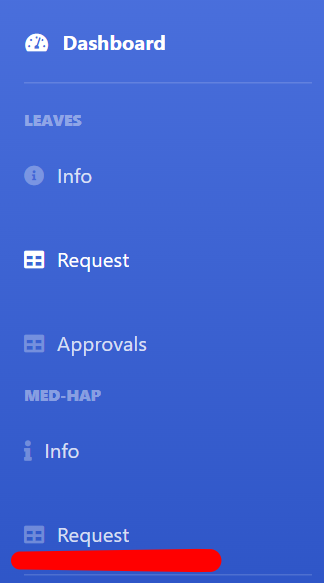 Dashboard
LEAVES
Info
Request
Approvals
MED-HAP
Info
Request